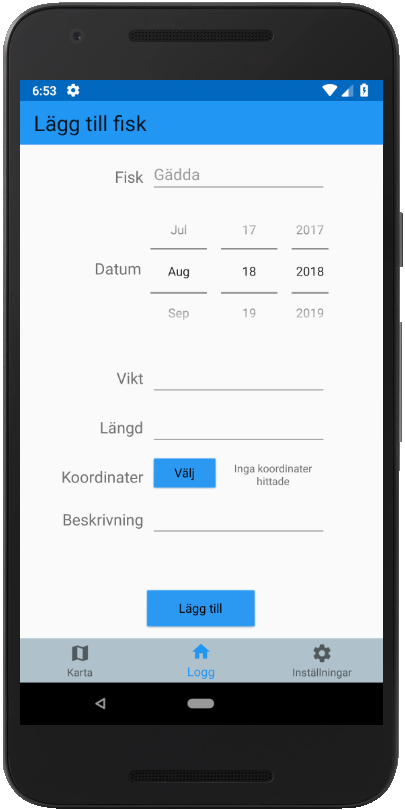 6:53
Lägg till fisk
Fisk Gädda
Jul 17 2017
Datum Aug 18 2018
Sep 19 2019
Vikt
Längd
Koordinater Välj Inga koordinater
hittade
Beskrivning
Lägg till
Karta Logg Inställningar